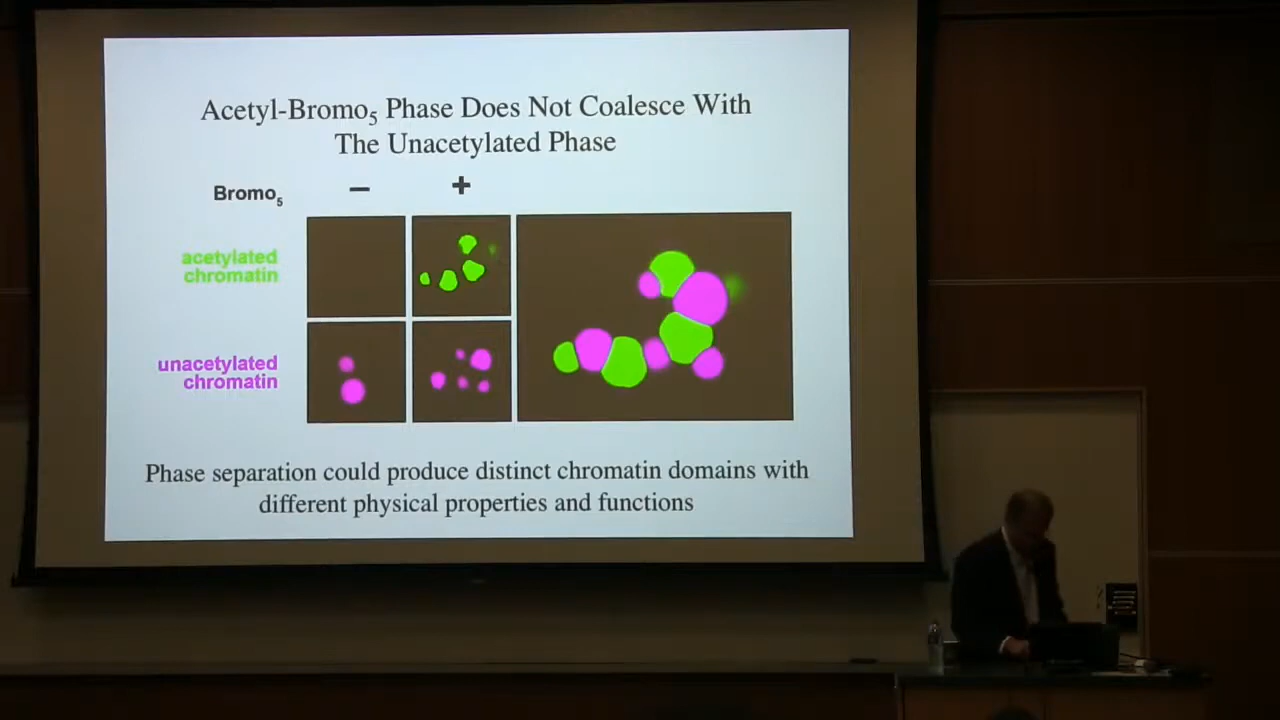 Acetyl-Bromo₅ Phase Does Not Coalesce With
The Unacetylated Phase
Bromo₅ − +
acetylated
chromatin
unacetylated
chromatin
Phase separation could produce distinct chromatin domains with
different physical properties and functions